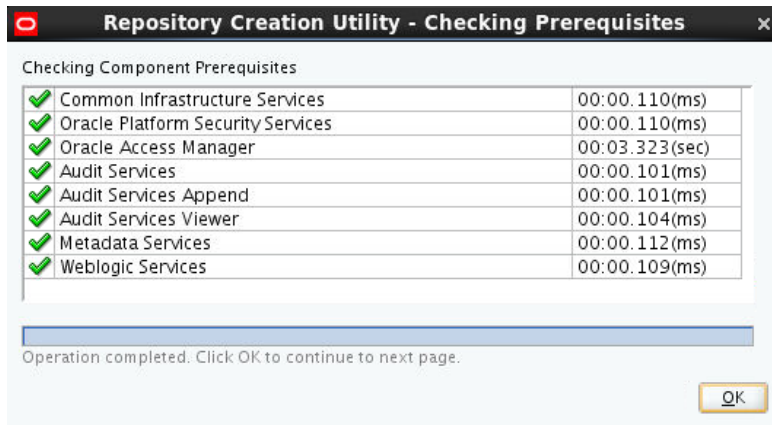 Repository Creation Utility - Checking Prerequisites
Checking Component Prerequisites
Common Infrastructure Services 00:00.110(ms)
Oracle Platform Security Services 00:00.110(ms)
Oracle Access Manager 00:03.323(sec)
Audit Services 00:00.101(ms)
Audit Services Append 00:00.101(ms)
Audit Services Viewer 00:00.104(ms)
Metadata Services 00:00.112(ms)
Weblogic Services 00:00.109(ms)
Operation completed. Click OK to continue to next page.
OK